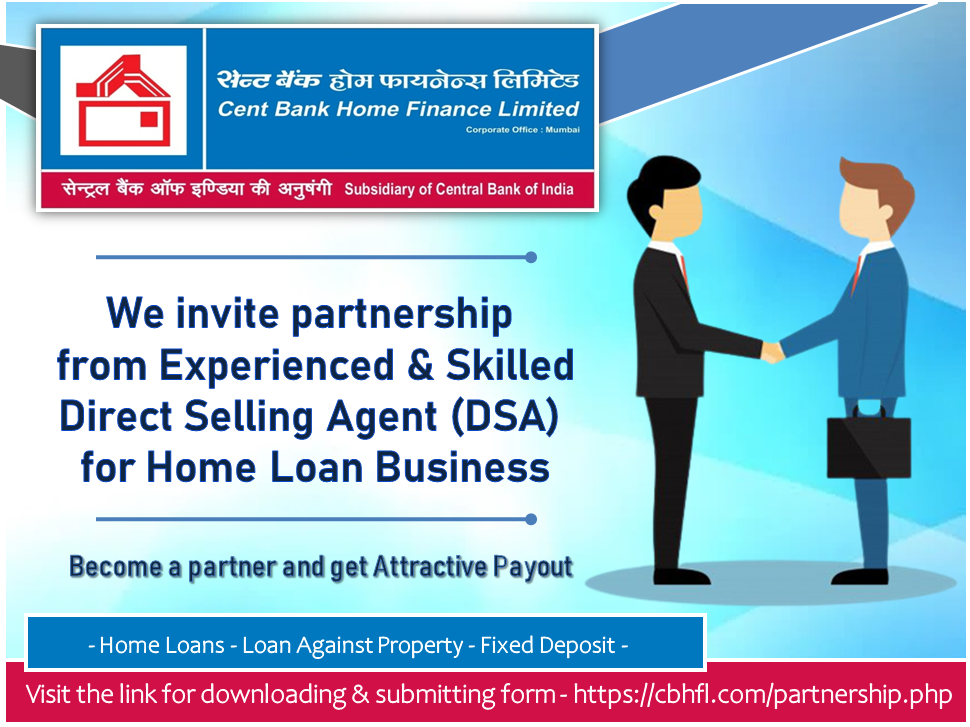 सेन्ट बैंक होम फायनेन्स लिमिटेड
Cent Bank Home Finance Limited
Corporate Office : Mumbai
सेन्ट्रल बैंक ऑफ इण्डिया की अनुषंगी Subsidiary of Central Bank of India
We invite partnership
from Experienced & Skilled
Direct Selling Agent (DSA)
for Home Loan Business
Become a partner and get Attractive Payout
- Home Loans - Loan Against Property - Fixed Deposit -
Visit the link for downloading & submitting form - https://cbhfl.com/partnership.php